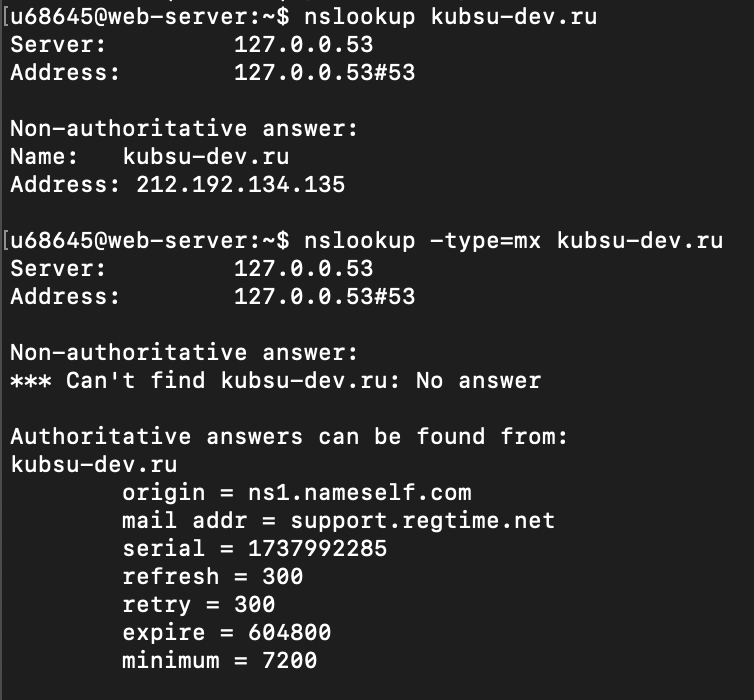 [u68645@web-server:~$ nslookup kubsu-dev.ru
Server:         127.0.0.53
Address:        127.0.0.53#53

Non-authoritative answer:
Name:   kubsu-dev.ru
Address: 212.192.134.135

[u68645@web-server:~$ nslookup -type=mx kubsu-dev.ru
Server:         127.0.0.53
Address:        127.0.0.53#53

Non-authoritative answer:
*** Can't find kubsu-dev.ru: No answer

Authoritative answers can be found from:
kubsu-dev.ru
        origin = ns1.nameself.com
        mail addr = support.regtime.net
        serial = 1737992285
        refresh = 300
        retry = 300
        expire = 604800
        minimum = 7200